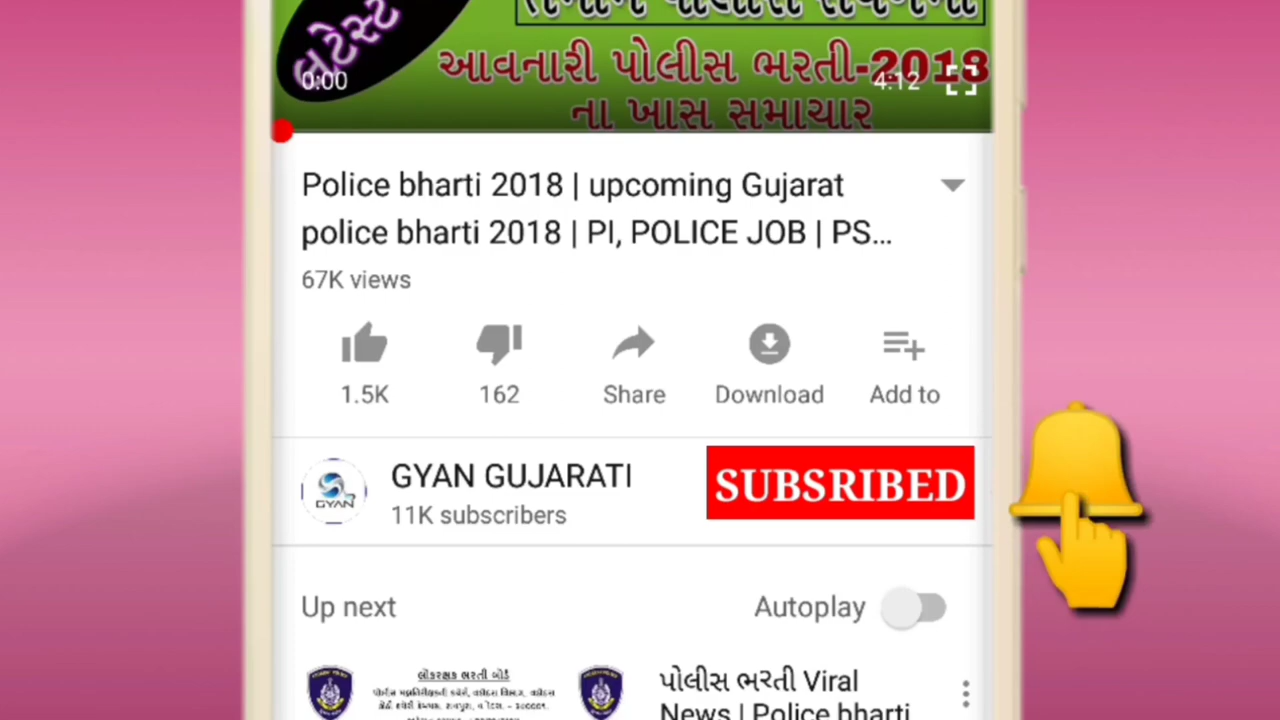 લેટેસ્ટ
આવનારી પોલીસ ભરતી-2018
0:00
4:12
ના ખાસ સમાચાર
Police bharti 2018 | upcoming Gujarat
police bharti 2018 | PI, POLICE JOB | PS...
67K views
1.5K
162
Share
Download
Add to
GYAN
GYAN GUJARATI
11K subscribers
SUBSRIBED
Up next
Autoplay
લોકરક્ષક ભરતી બોર્ડ
પોલીસ ભરતી Viral
News | Police bharti